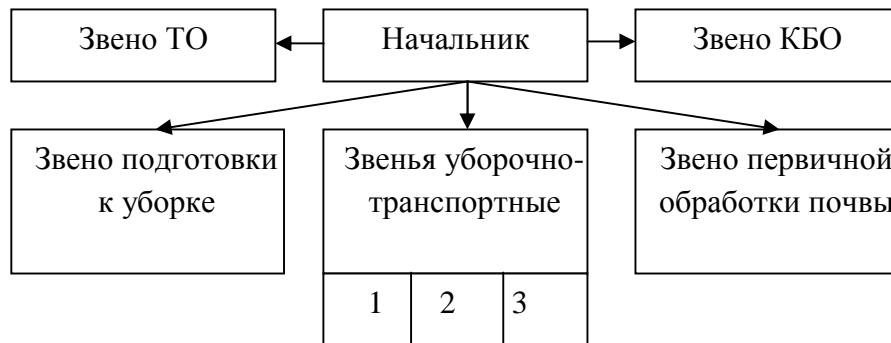 Звено ТО
Начальник
Звено КБО
Звено подготовки
к уборке
Звенья уборочно-
транспортные
Звено первичной
обработки почвы
1
2
3